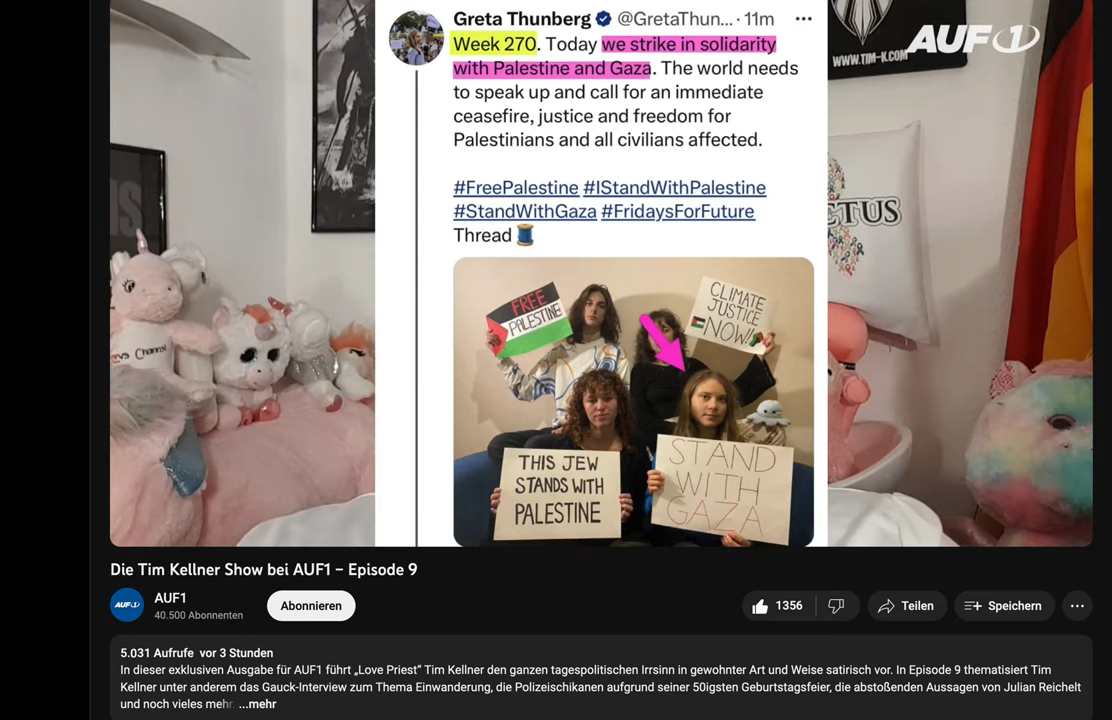 Greta Thunberg @GretaThun... · 11m
Week 270. Today we strike in solidarity
with Palestine and Gaza. The world needs
to speak up and call for an immediate
ceasefire, justice and freedom for
Palestinians and all civilians affected.
#FreePalestine #IStandWithPalestine
#StandWithGaza #FridaysForFuture
Thread
WWW.TIM-K.COM
AUF1
CTUS
Channel
FREE
PALESTINE
CLIMATE
JUSTICE
NOW!
THIS JEW
STANDS WITH
PALESTINE
STAND
WITH
GAZA
Die Tim Kellner Show bei AUF1 – Episode 9
AUF1
AUF1
40.500 Abonnenten
Abonnieren
1356
Teilen
Speichern
5.031 Aufrufe vor 3 Stunden
In dieser exklusiven Ausgabe für AUF1 führt „Love Priest" Tim Kellner den ganzen tagespolitischen Irrsinn in gewohnter Art und Weise satirisch vor. In Episode 9 thematisiert Tim
Kellner unter anderem das Gauck-Interview zum Thema Einwanderung, die Polizeischikanen aufgrund seiner 50igsten Geburtstagsfeier, die abstoßenden Aussagen von Julian Reichelt
und noch vieles mehr. ...mehr